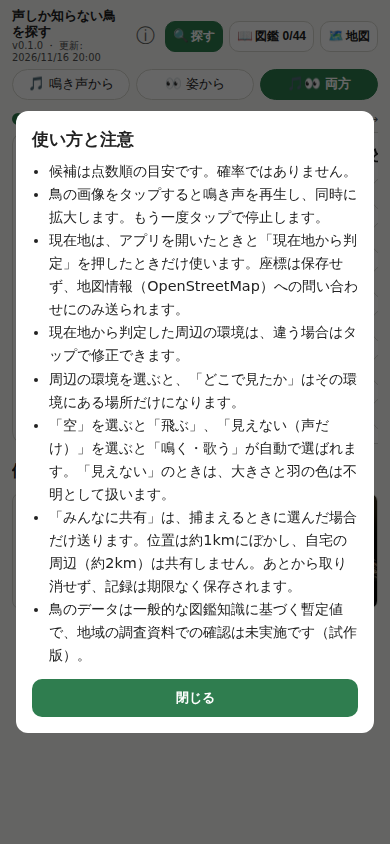 声しか知らない鳥
を探す
v0.1.0 ・ 更新:
2026/11/16 20:00
ⓘ
🔍 探す
📖 図鑑 0/44
🗺️ 地図
🎵 鳴き声から
👀 姿から
🎵👀 両方
使い方と注意
• 候補は点数順の目安です。確率ではありません。
• 鳥の画像をタップすると鳴き声を再生し、同時に
拡大します。もう一度タップで停止します。
• 現在地は、アプリを開いたときと「現在地から判
定」を押したときだけ使います。座標は保存せ
ず、地図情報（OpenStreetMap）への問い合わ
せにのみ送られます。
• 現在地から判定した周辺の環境は、違う場合はタ
ップで修正できます。
• 周辺の環境を選ぶと、「どこで見たか」はその環
境にある場所だけになります。
• 「空」を選ぶと「飛ぶ」、「見えない（声だ
け）」を選ぶと「鳴く・歌う」が自動で選ばれま
す。「見えない」のときは、大きさと羽の色は不
明として扱います。
• 「みんなに共有」は、捕まえるときに選んだ場合
だけ送ります。位置は約1kmにぼかし、自宅の
周辺（約2km）は共有しません。あとから取り
消せず、記録は期限なく保存されます。
• 鳥のデータは一般的な図鑑知識に基づく暫定値
で、地域の調査資料での確認は未実施です（試作
版）。
閉じる